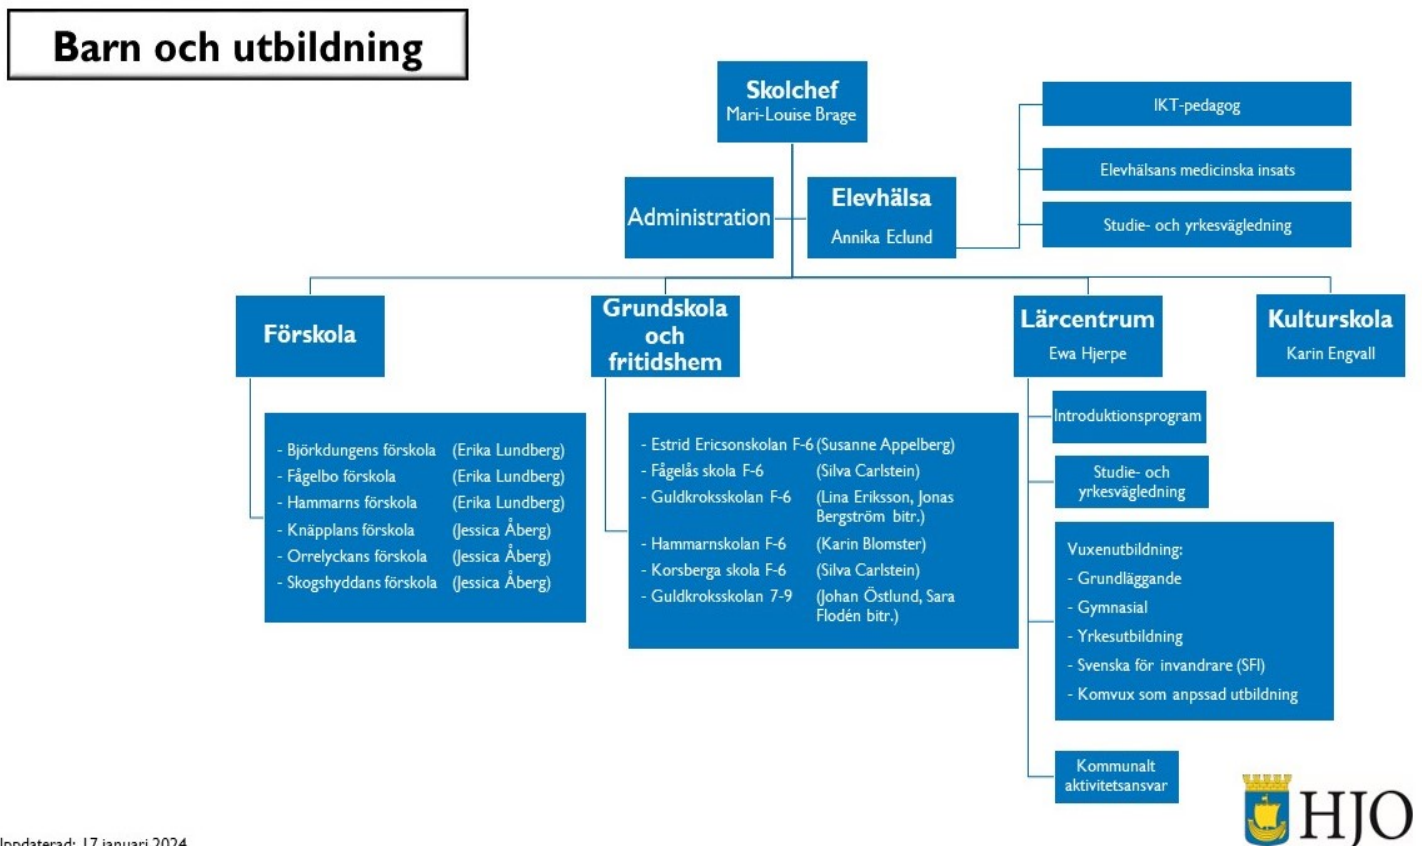 Barn och utbildning
Skolchef
Mari-Louise Brage
IKT-pedagog
Elevhälsans medicinska insats
Studie- och yrkesvägledning
Administration
Elevhälsa
Annika Eclund
Förskola
Grundskola
och
fritidshem
Lärcentrum
Ewa Hjerpe
Kulturskola
Karin Engvall
- Björkdungens förskola (Erika Lundberg)
- Fågelbo förskola (Erika Lundberg)
- Hammarns förskola (Erika Lundberg)
- Knäpplans förskola (Jessica Åberg)
- Orrelyckans förskola (Jessica Åberg)
- Skogshyddans förskola (Jessica Åberg)
- Estrid Ericsonskolan F-6 (Susanne Appelberg)
- Fågelås skola F-6 (Silva Carlstein)
- Guldkroksskolan F-6 (Lina Eriksson, Jonas
Bergström bitr.)
- Hammarnskolan F-6 (Karin Blomster)
- Korsberga skola F-6 (Silva Carlstein)
- Guldkroksskolan 7-9 (Johan Östlund, Sara
Flodén bitr.)
Introduktionsprogram
Studie- och
yrkesvägledning
Vuxenutbildning:
- Grundläggande
- Gymnasial
- Yrkesutbildning
- Svenska för invandrare (SFI)
- Komvux som anpssad utbildning
Kommunalt
aktivitetsansvar
HJO
Uppdaterad: 17 januari 2024